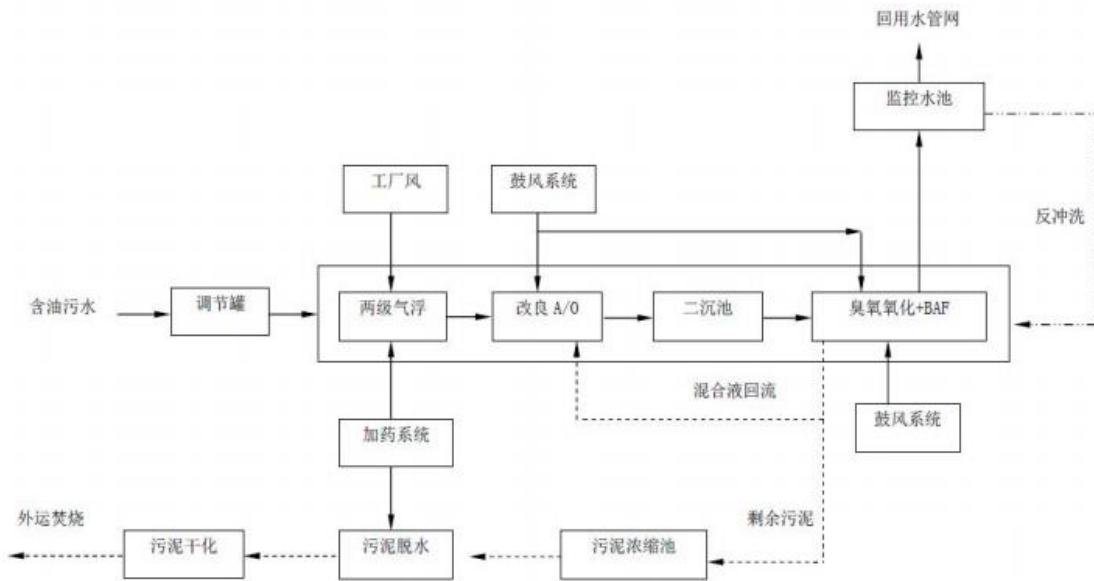 回用水管网
监控水池
工厂风
鼓风系统
反冲洗
含油污水
调节罐
两级气浮
改良 A/O
二沉池
臭氧氧化+BAF
混合液回流
加药系统
鼓风系统
外运焚烧
剩余污泥
污泥干化
污泥脱水
污泥浓缩池